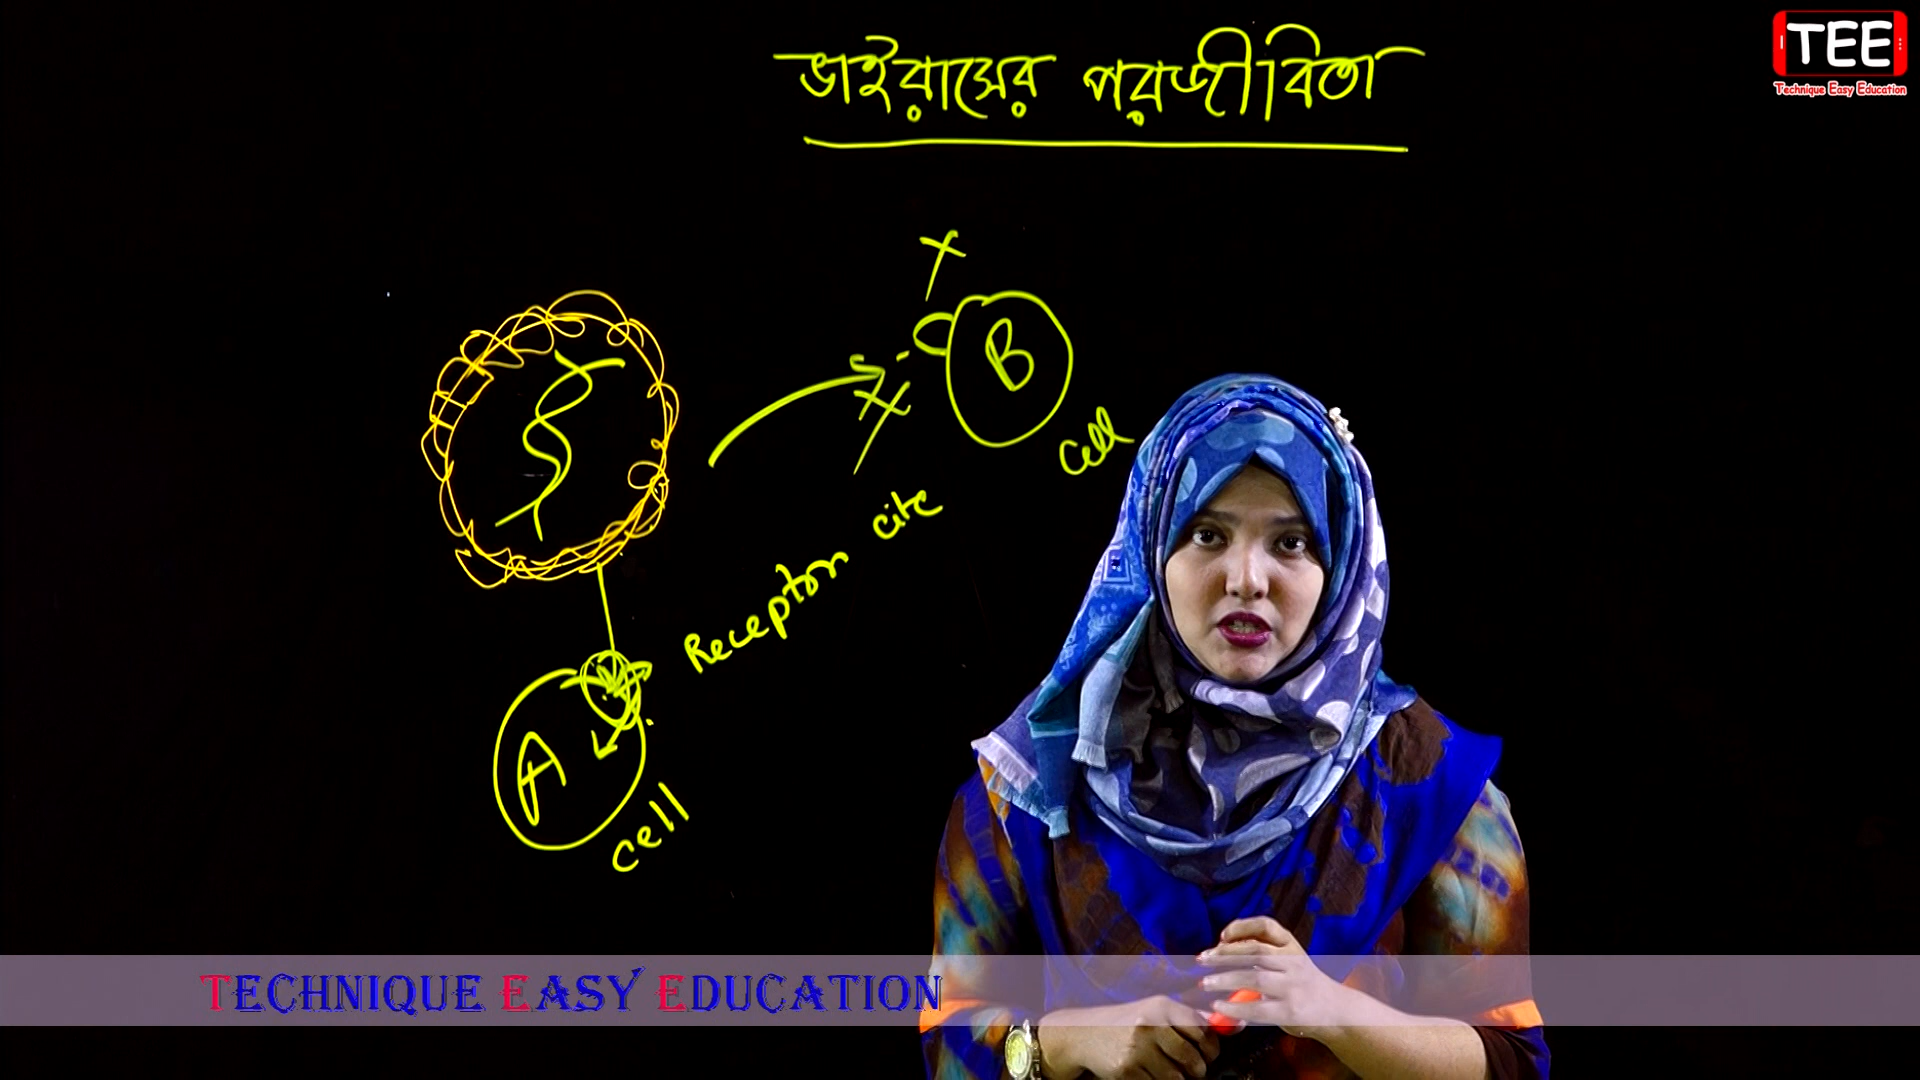 ভাইরাসের পরজীবিতা
TEE
Technique Easy Education
X
B
cell
Receptor cite
A
cell
TECHNIQUE EASY EDUCATION